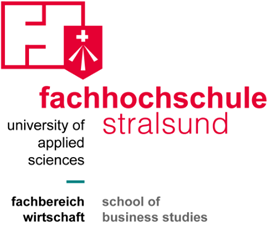 fachhochschule
university of stralsund
applied
sciences
fachbereich school of
wirtschaft business studies